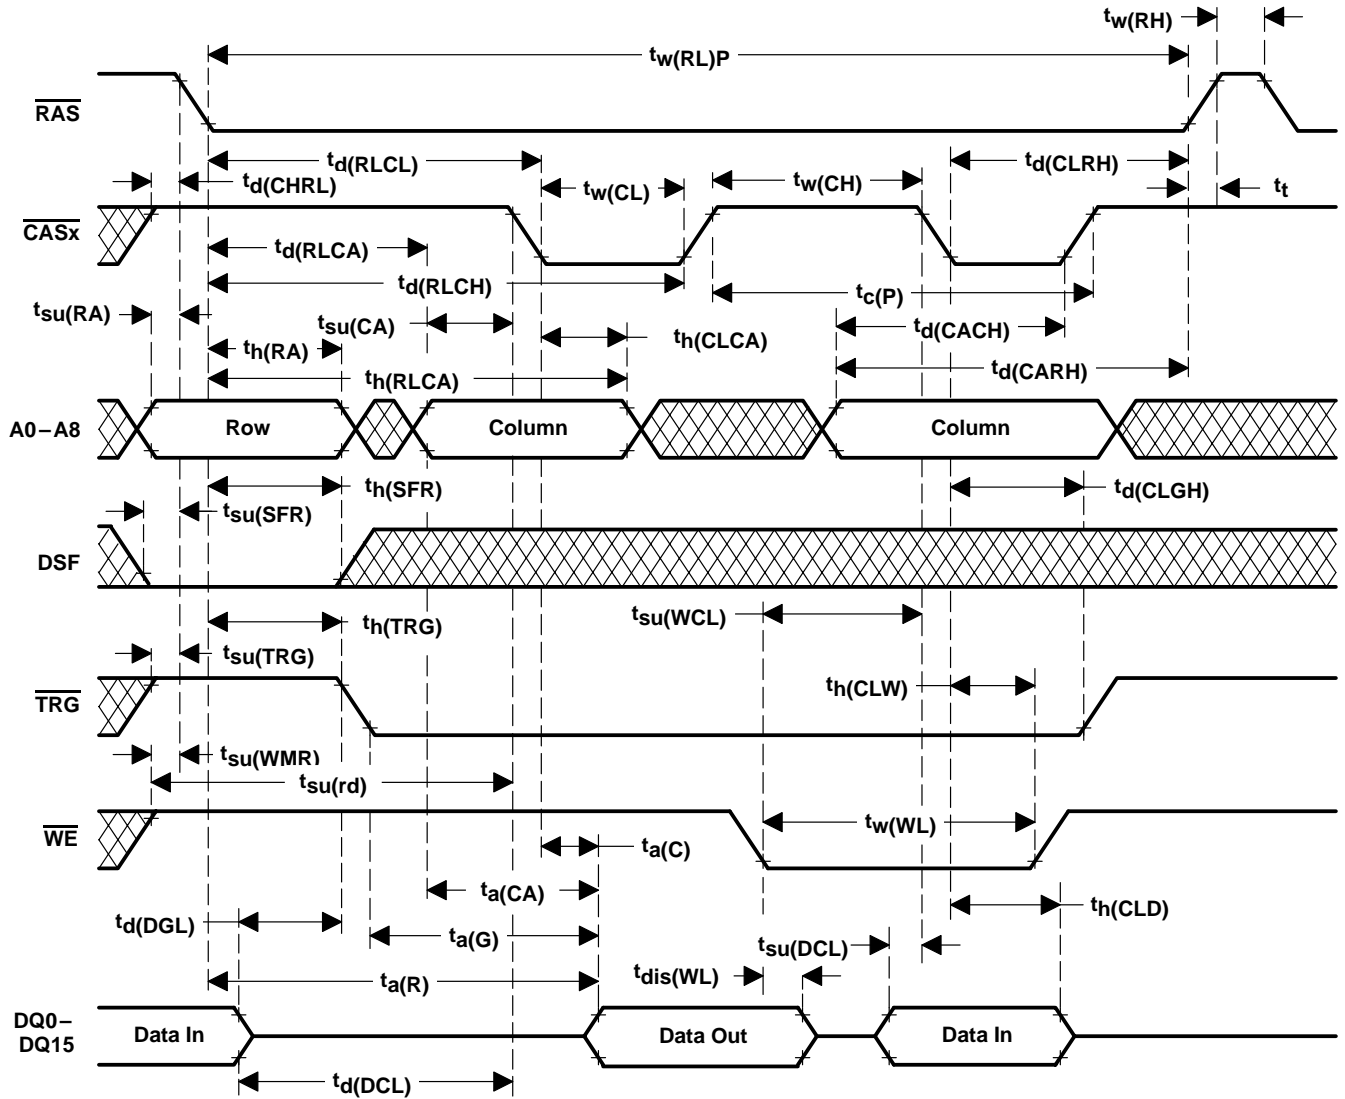 tw(RH)
tw(RL)P
RAS
td(RLCL)
td(CLRH)
td(CHRL)
tw(CL)
tw(CH)
tt
CASx
td(RLCA)
td(RLCH)
tc(P)
tsu(RA)
tsu(CA)
td(CACH)
th(RA)
th(CLCA)
td(CARH)
th(RLCA)
A0–A8
Row
Column
Column
th(SFR)
td(CLGH)
tsu(SFR)
DSF
th(TRG)
tsu(WCL)
tsu(TRG)
th(CLW)
TRG
tsu(WMR)
tsu(rd)
WE
tw(WL)
ta(C)
ta(CA)
th(CLD)
td(DGL)
ta(G)
tsu(DCL)
ta(R)
tdis(WL)
DQ0–
DQ15
Data In
Data Out
Data In
td(DCL)